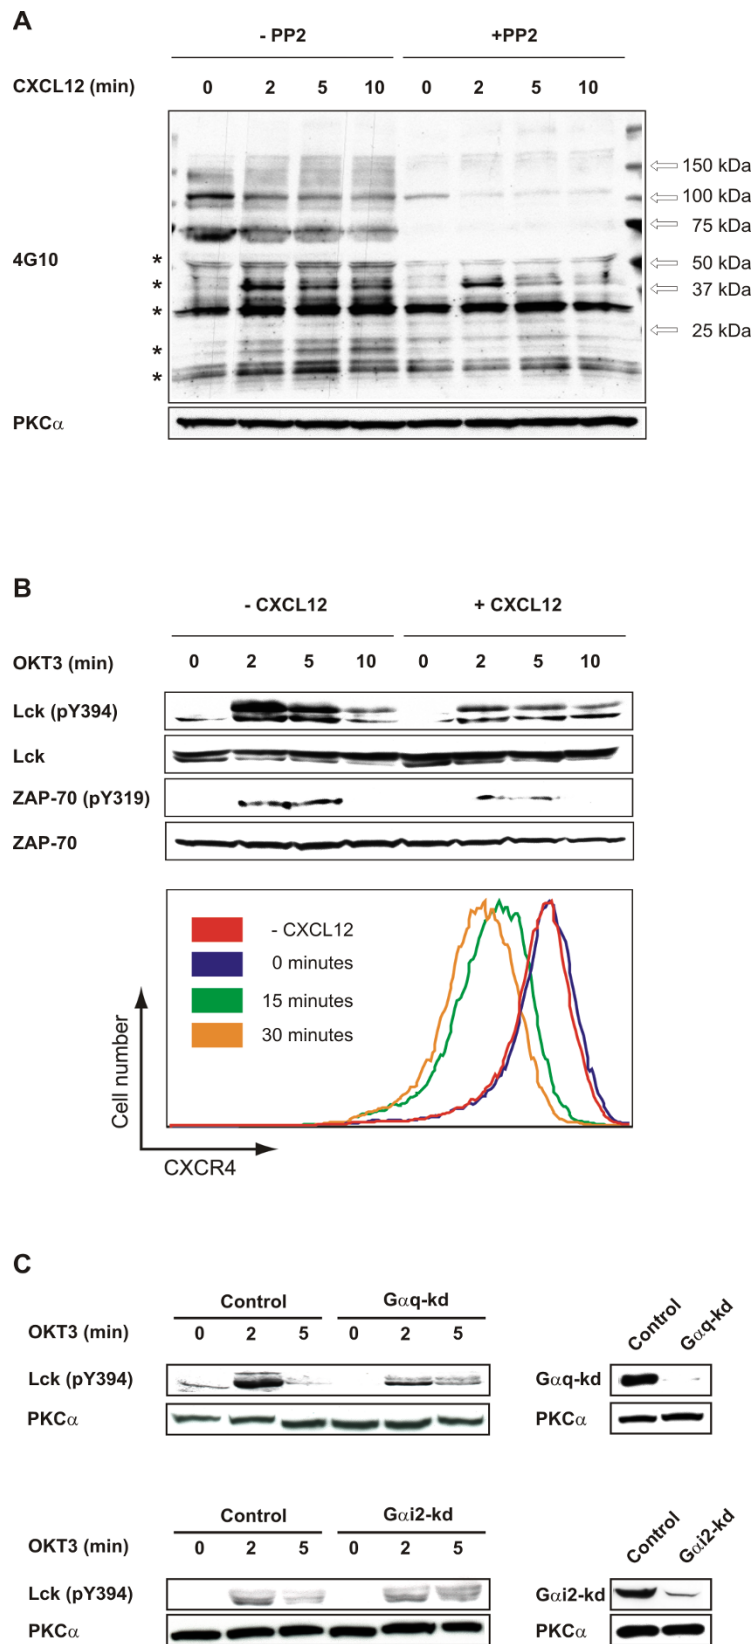 A
- PP2 +PP2
CXCL12 (min) 0 2 5 10 0 2 5 10
150 kDa
100 kDa
75 kDa
4G10 * 50 kDa
* 37 kDa
*
25 kDa
*
*
PKCα
B
- CXCL12 + CXCL12
OKT3 (min) 0 2 5 10 0 2 5 10
Lck (pY394)
Lck
ZAP-70 (pY319)
ZAP-70
- CXCL12
0 minutes
15 minutes
30 minutes
Cell number
CXCR4
C
Control Gαq-kd
OKT3 (min) 0 2 5 0 2 5
Lck (pY394)
PKCα
Control Gαq-kd
Gαq-kd
PKCα
Control Gαi2-kd
OKT3 (min) 0 2 5 0 2 5
Lck (pY394)
PKCα
Control Gαi2-kd
Gαi2-kd
PKCα